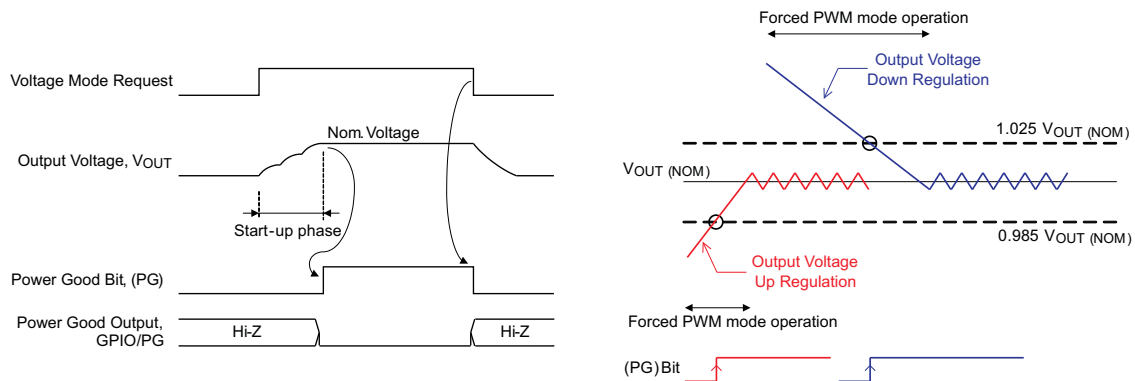 Voltage Mode Request
Nom. Voltage
Output Voltage, VOUT
Start-up phase
Power Good Bit, (PG)
Power Good Output,
GPIO/PG
Hi-Z
Hi-Z
Forced PWM mode operation
Output Voltage
Down Regulation
1.025 VOUT (NOM)
VOUT (NOM)
0.985 VOUT (NOM)
Output Voltage
Up Regulation
Forced PWM mode operation
(PG) Bit